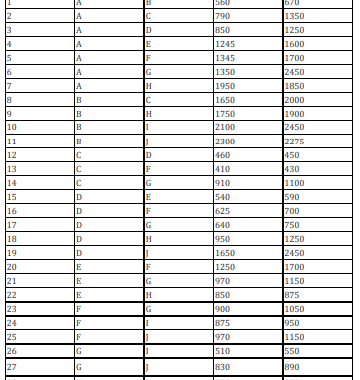 1 A B 560 670
2 A C 790 1350
3 A D 850 1250
4 A E 1245 1600
5 A F 1345 1700
6 A G 1350 2450
7 A H 1950 1850
8 B C 1650 2000
9 B H 1750 1900
10 B I 2100 2450
11 B J 2300 2275
12 C D 460 450
13 C F 410 430
14 C G 910 1100
15 D E 540 590
16 D F 625 700
17 D G 640 750
18 D H 950 1250
19 D J 1650 2450
20 E F 1250 1700
21 E G 970 1150
22 E H 850 875
23 F G 900 1050
24 F I 875 950
25 F J 970 1150
26 G I 510 550
27 G J 830 890